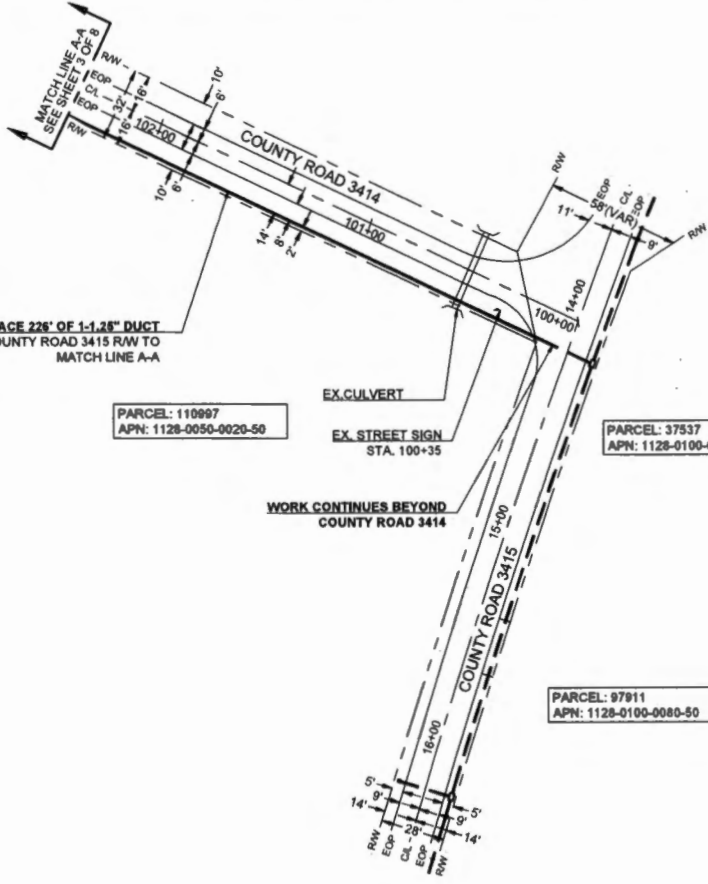 MATCH LINE A-A
SEE SHEET 3 OF 8
R/W
EOP
C/L
EOP
R/W
32'
16'
16'
10'
6'
102+00
COUNTY ROAD 3414
101+00
10'
6'
14'
8'
2'
R/W
EOP
C/L
EOP
58'(VAR)
11'
9'
R/W
14+00
100+00
ACE 226' OF 1-1.25" DUCT
OUNTY ROAD 3415 R/W TO
MATCH LINE A-A
EX.CULVERT
PARCEL: 110997
APN: 1128-0050-0020-50
EX. STREET SIGN
STA. 100+35
PARCEL: 37537
APN: 1128-0100-
WORK CONTINUES BEYOND
COUNTY ROAD 3414
15+00
COUNTY ROAD 3415
PARCEL: 97911
APN: 1128-0100-0080-50
16+00
5'
9'
14'
28'
5'
9'
14'
R/W
EOP
C/L
EOP
R/W